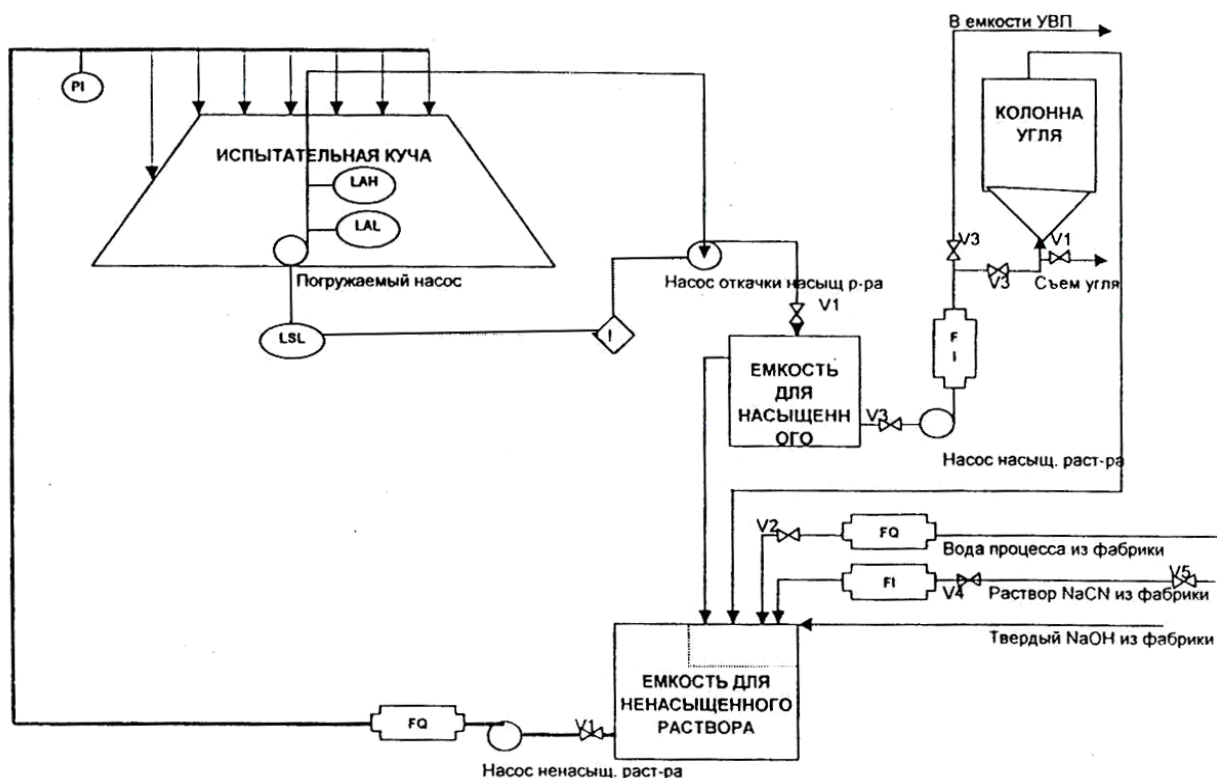 В емкости УВП
PI
КОЛОННА
УГЛЯ
ИСПЫТАТЕЛЬНАЯ КУЧА
LAH
LAL
V3
V1
Погружаемый насос
Насос откачки насыщ р-ра
V3
Съем угля
V1
LSL
I
F
I
ЕМКОСТЬ
ДЛЯ
НАСЫЩЕНН
ОГО
V3
Насос насыщ. раст-ра
V2
FQ
Вода процесса из фабрики
FI
V4
V5
Раствор NaCN из фабрики
Твердый NaOH из фабрики
ЕМКОСТЬ ДЛЯ
НЕНАСЫЩЕННОГО
РАСТВОРА
FQ
V1
Насос ненасыщ. раст-ра